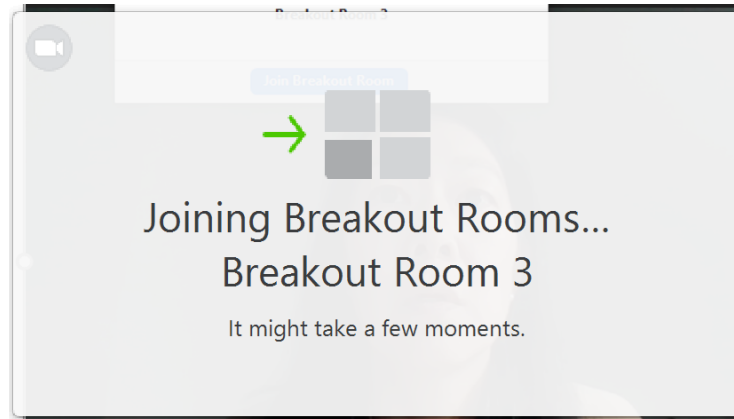 Breakout Room 3
Join Breakout Room
Joining Breakout Rooms...
Breakout Room 3
It might take a few moments.